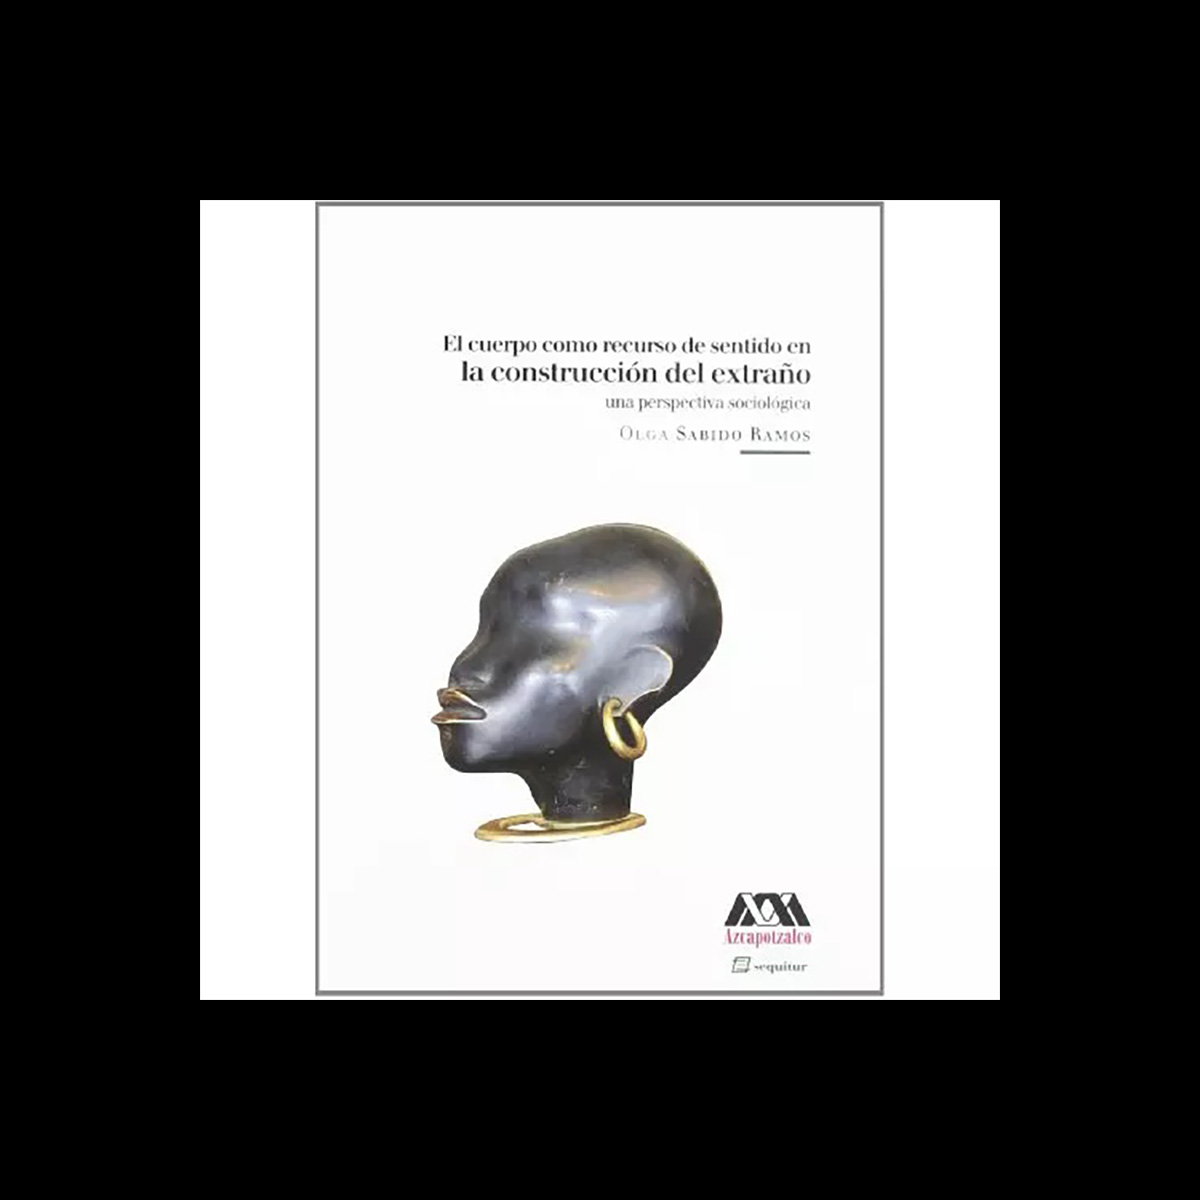 El cuerpo como recurso de sentido en
la construcción del extraño
una perspectiva sociológica
OLGA SABIDO RAMOS
Azcapotzalco
sequitur